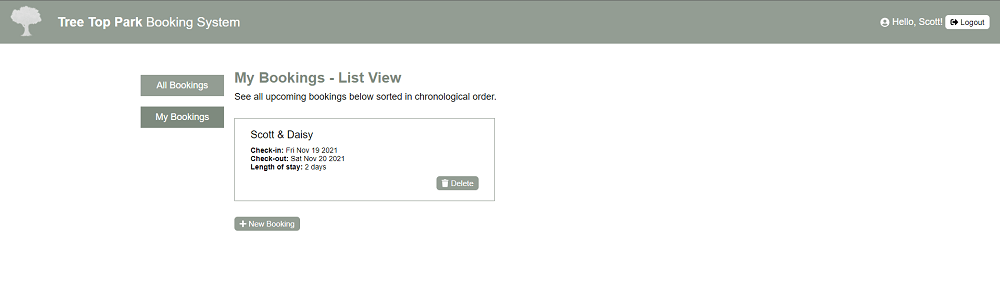 Tree Top Park Booking System
Hello, Scott!
Logout
All Bookings
My Bookings
My Bookings - List View
See all upcoming bookings below sorted in chronological order.
Scott & Daisy
Check-in: Fri Nov 19 2021
Check-out: Sat Nov 20 2021
Length of stay: 2 days
Delete
New Booking